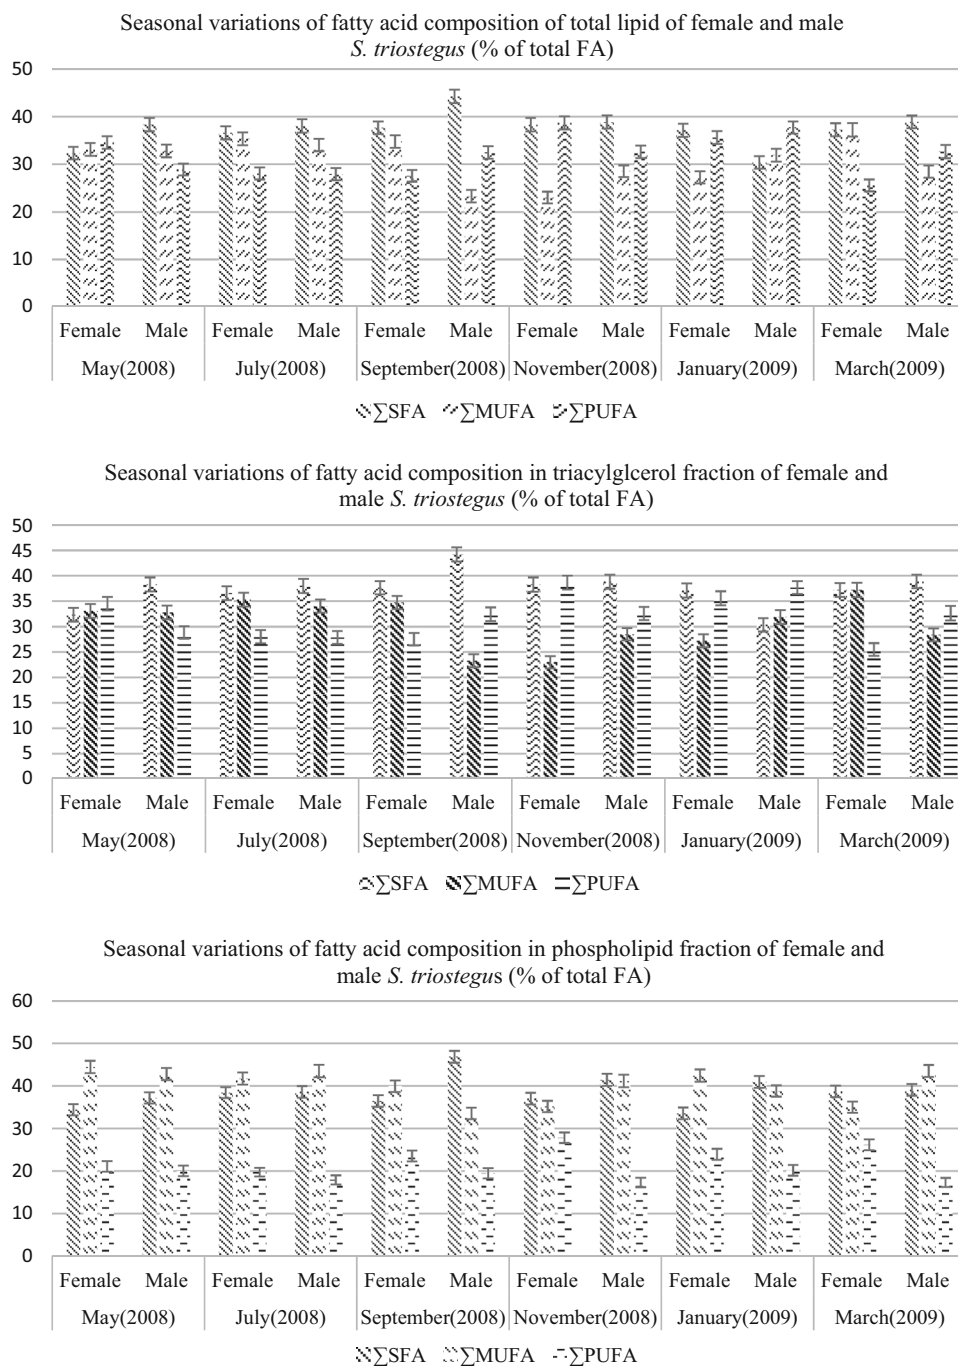 Seasonal variations of fatty acid composition of total lipid of female and male
S. triostegus (% of total FA)
50
40
30
20
10
0
Female Male Female Male Female Male Female Male Female Male Female Male
May(2008) July(2008) September(2008) November(2008) January(2009) March(2009)
∑SFA ∑MUFA ∑PUFA
Seasonal variations of fatty acid composition in triacylglcerol fraction of female and
male S. triostegus (% of total FA)
50
45
40
35
30
25
20
15
10
5
0
Female Male Female Male Female Male Female Male Female Male Female Male
May(2008) July(2008) September(2008) November(2008) January(2009) March(2009)
∑SFA ∑MUFA ∑PUFA
Seasonal variations of fatty acid composition in phospholipid fraction of female and
male S. triostegus (% of total FA)
60
50
40
30
20
10
0
Female Male Female Male Female Male Female Male Female Male Female Male
May(2008) July(2008) September(2008) November(2008) January(2009) March(2009)
∑SFA ∑MUFA ∑PUFA